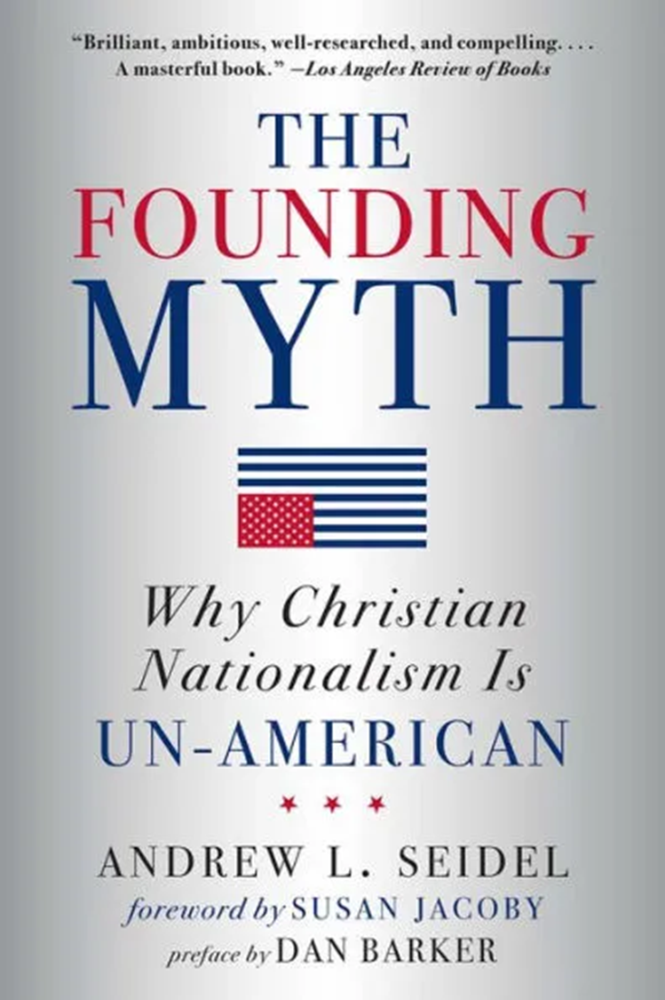 “Brilliant, ambitious, well-researched, and compelling. . . .
A masterful book.” —Los Angeles Review of Books
THE
FOUNDING
MYTH
Why Christian
Nationalism Is
UN-AMERICAN
ANDREW L. SEIDEL
foreword by SUSAN JACOBY
preface by DAN BARKER